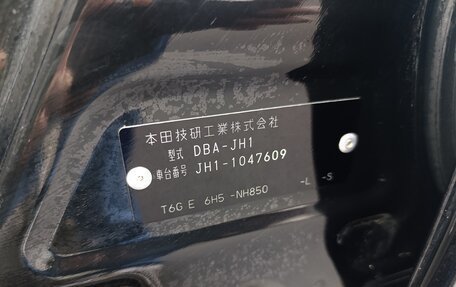 本田技研工業株式会社
型式 DBA-JH1
車台番号 JH1-1047609
T6G E 6H5 -NH850 -L -S